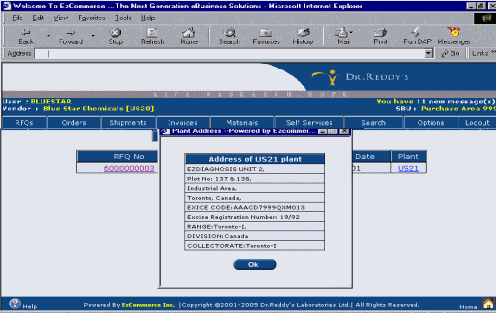 Welcome To EzCommerce ...The Next Generation eBusiness Solutions - Microsoft Internet Explorer
File Edit View Favorites Tools Help
Back Forward Stop Refresh Home Search Favorites History Mail Print Fun DAP Messenger
Address Go Links
DR.REDDY'S
User : BLUESTAR You have 11 new message(s)
Vendor : Blue Star Chemicals [US20] SBU : Purchase Area 999
RFQs Orders Shipments Invoices Materials Self Services Search Options Logout
Plant Address --Powered by Ezcommer...
RFQ No Date Plant
6000000003 01 US21
Address of US21 plant
EZDIAGNOSIS UNIT 2,
Plot No: 137 & 138,
Industrial Area,
Toronto, Canada,
EXICE CODE:AAACD7999QXM013
Excise Registration Number: 19/92
RANGE:Toronto-I,
DIVISION:Canada
COLLECTORATE:Toronto-I
Ok
Help Powered By EzCommerce Inc. |Copyright @2001-2005 Dr.Reddy's Laboratories Ltd.| All Rights Reserved. Home